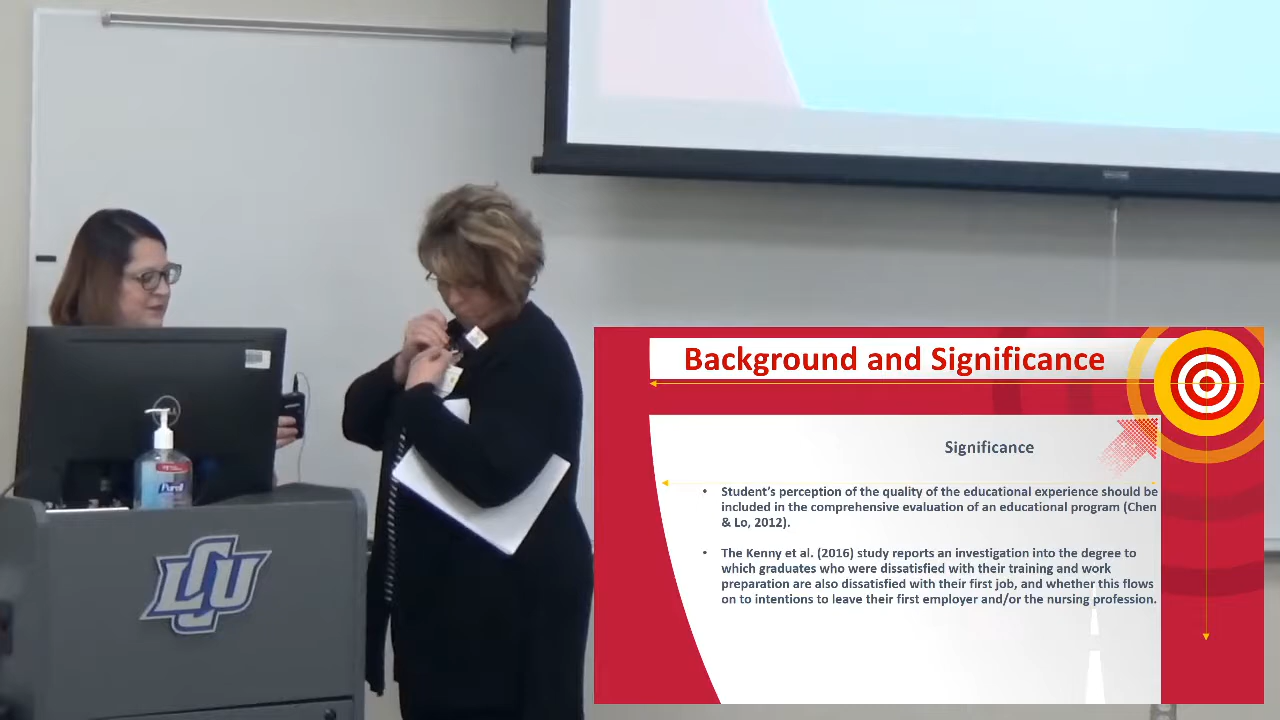 Background and Significance
Significance
• Student's perception of the quality of the educational experience should be
included in the comprehensive evaluation of an educational program (Chen
& Lo, 2012).
• The Kenny et al. (2016) study reports an investigation into the degree to
which graduates who were dissatisfied with their training and work
preparation are also dissatisfied with their first job, and whether this flows
on to intentions to leave their first employer and/or the nursing profession.
Purell
LCU